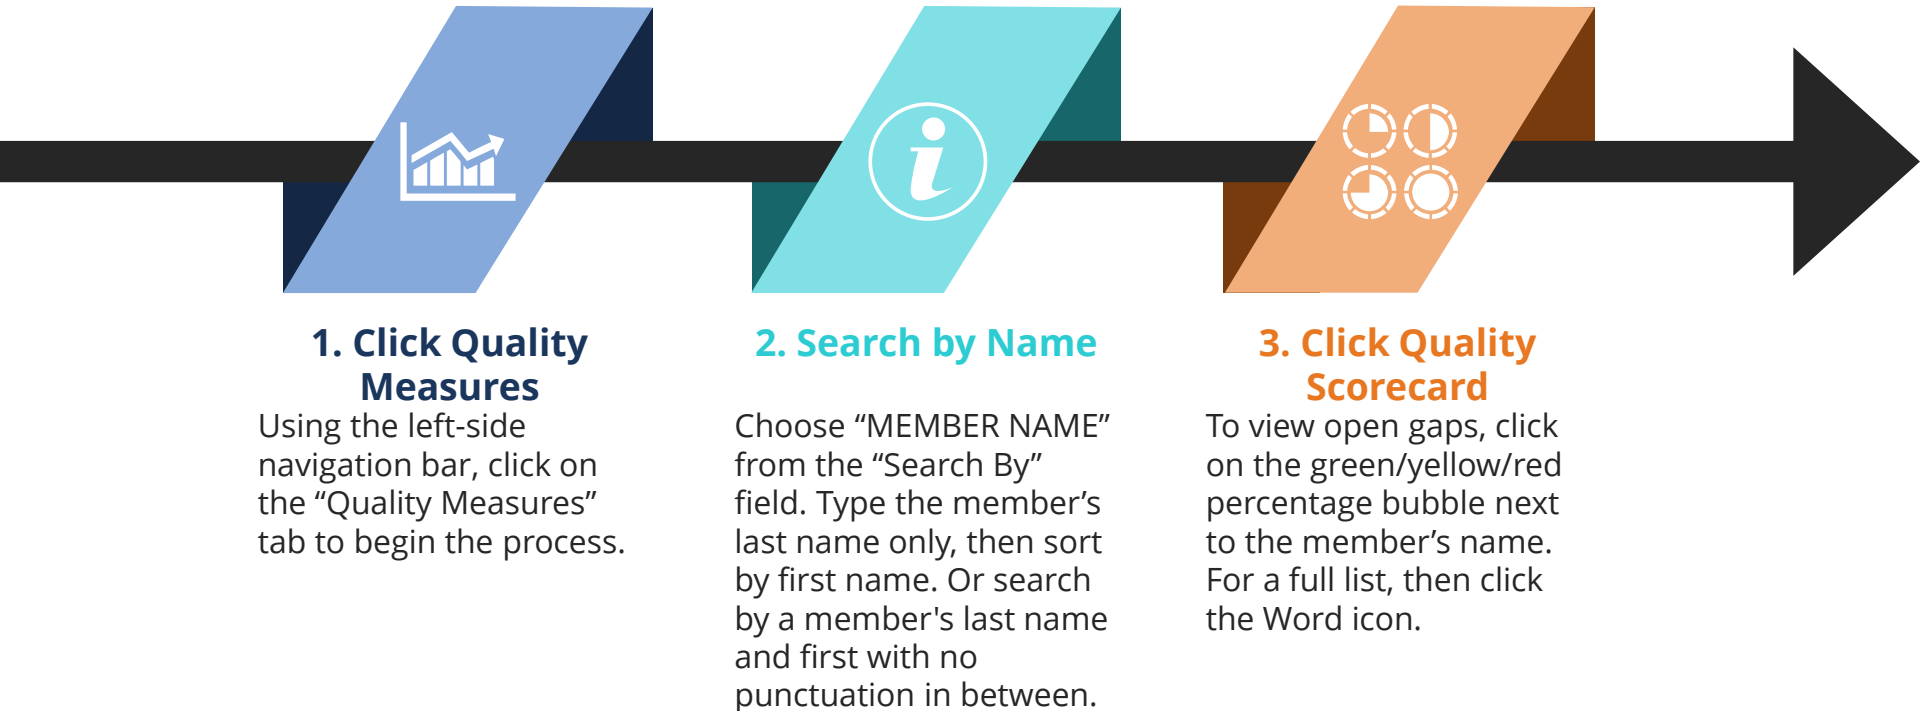 1. Click Quality
Measures
Using the left-side
navigation bar, click on
the “Quality Measures”
tab to begin the process.
2. Search by Name
Choose “MEMBER NAME”
from the “Search By”
field. Type the member’s
last name only, then sort
by first name. Or search
by a member's last name
and first with no
punctuation in between.
3. Click Quality
Scorecard
To view open gaps, click
on the green/yellow/red
percentage bubble next
to the member’s name.
For a full list, then click
the Word icon.